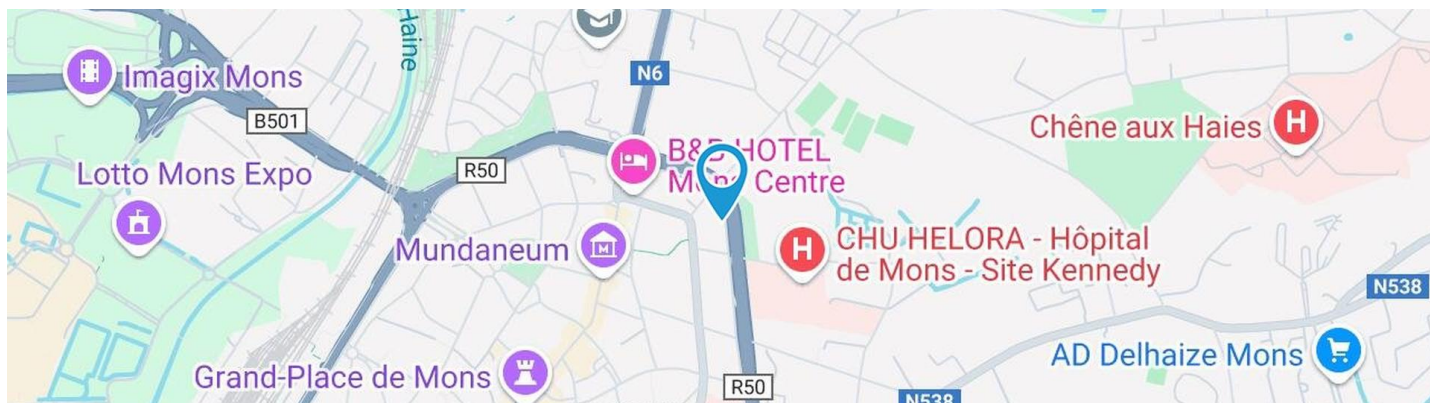 Haine
Imagix Mons
N6
B501
Chêne aux Haies
H
B&B HOTEL
Mons Centre
R50
Lotto Mons Expo
Mundaneum
M
H
CHU HELORA - Hôpital
de Mons - Site Kennedy
N538
AD Delhaize Mons
Grand-Place de Mons
R50
N538